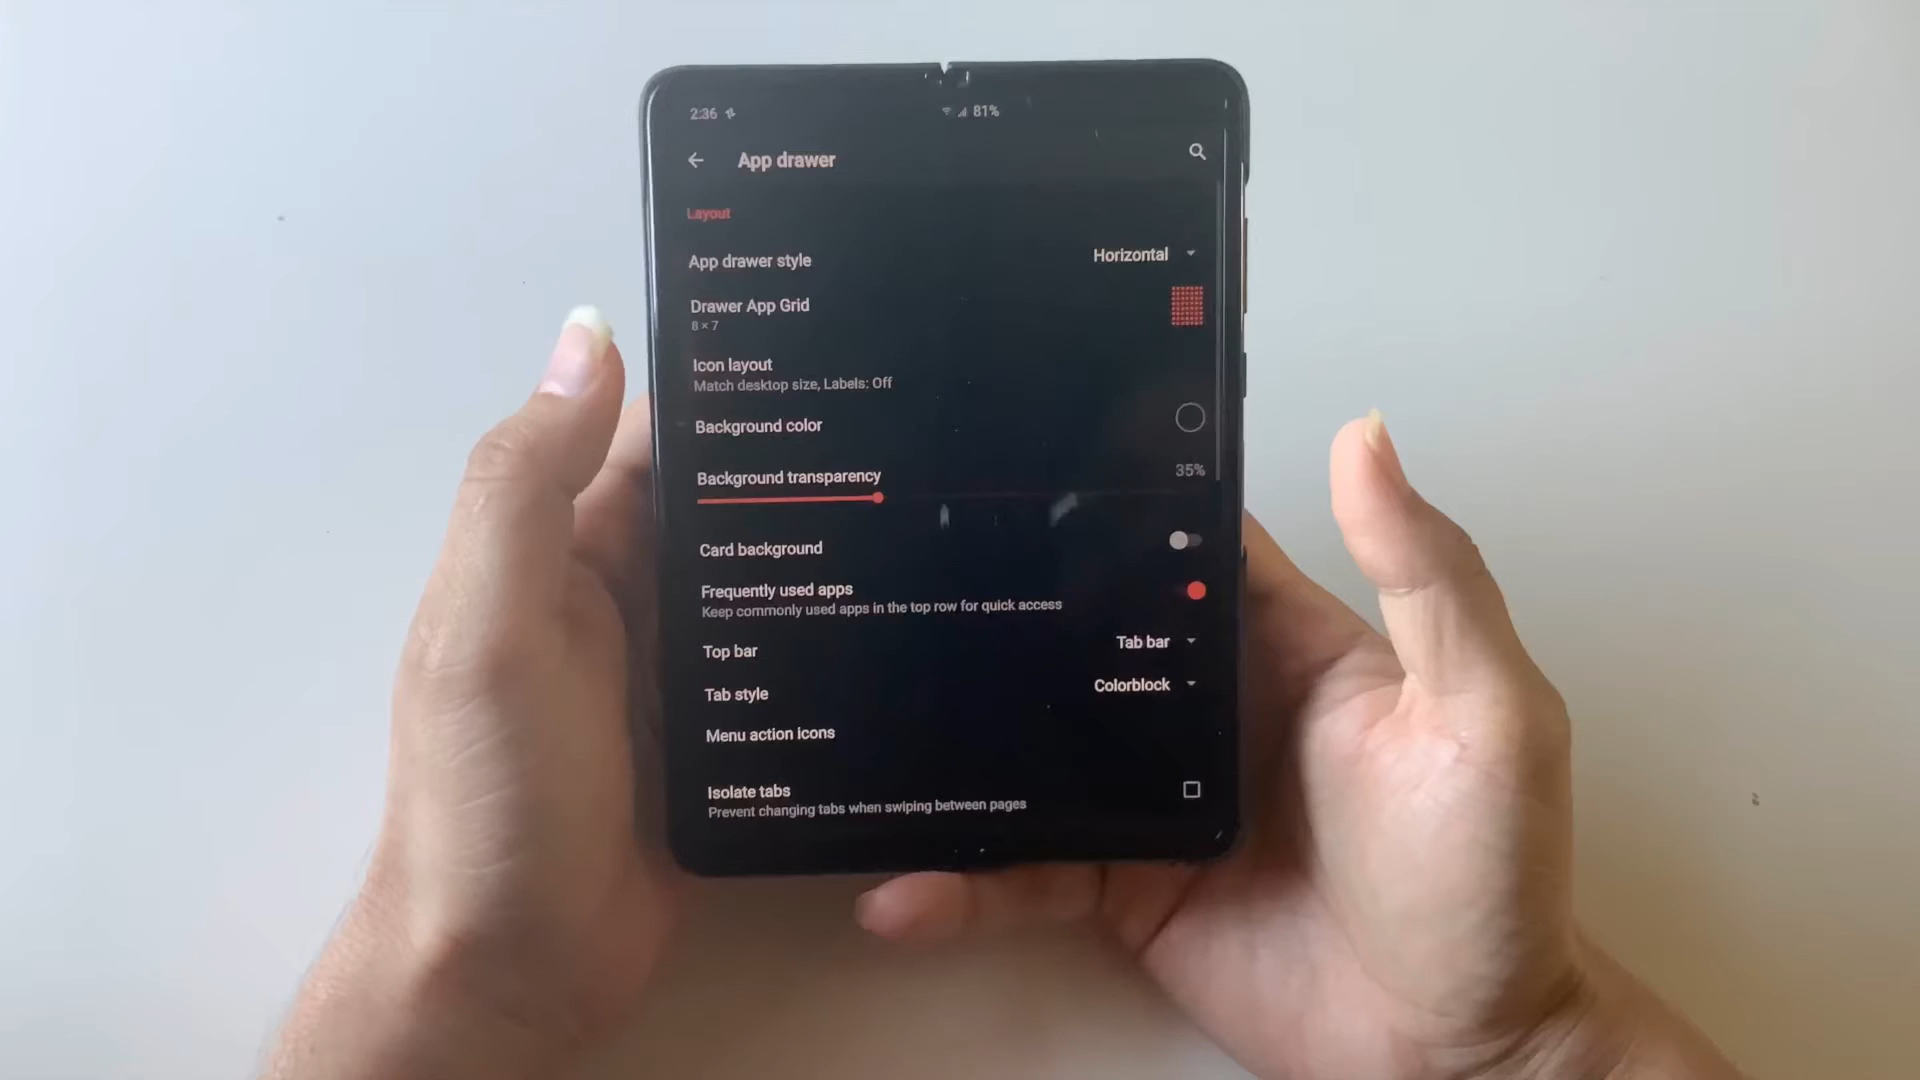 2:36
81%
App drawer
Layout
App drawer style
Horizontal
Drawer App Grid
8 × 7
Icon layout
Match desktop size, Labels: Off
Background color
Background transparency
35%
Card background
Frequently used apps
Keep commonly used apps in the top row for quick access
Top bar
Tab bar
Tab style
Colorblock
Menu action icons
Isolate tabs
Prevent changing tabs when swiping between pages